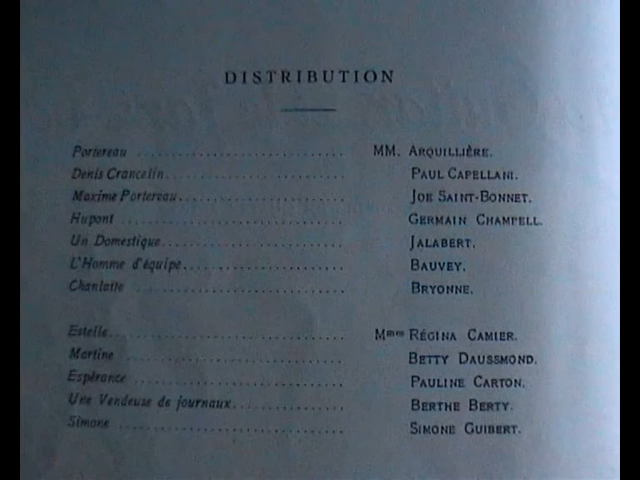 DISTRIBUTION
Portereau MM. ARQUILLIÈRE.
Denis Crancelin PAUL CAPELLANI.
Maxime Portereau JOE SAINT-BONNET.
Hupont GERMAIN CHAMPELL.
Un Domestique JALABERT.
L'Homme d'équipe BAUVEY.
Chanlatte BRYONNE.
Estelle Mmes RÉGINA CAMIER.
Martine BETTY DAUSSMOND.
Espérance PAULINE CARTON.
Une Vendeuse de journaux BERTHE BERTY.
Simone SIMONE GUIBERT.